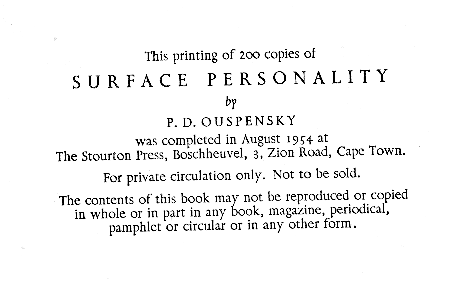 This printing of 200 copies of
SURFACE PERSONALITY
by
P. D. OUSPENSKY
was completed in August 1954 at
The Stourton Press, Boschheuvel, 3, Zion Road, Cape Town.
For private circulation only. Not to be sold.
The contents of this book may not be reproduced or copied
in whole or in part in any book, magazine, periodical,
pamphlet or circular or in any other form.